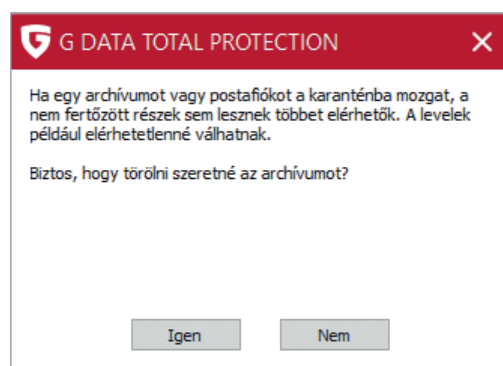 G DATA TOTAL PROTECTION
Ha egy archívumot vagy postafiókot a karanténba mozgat, a
nem fertőzött részek sem lesznek többet elérhetők. A levelek
például elérhetetlenné válhatnak.
Biztos, hogy törölni szeretné az archívumot?
Igen
Nem